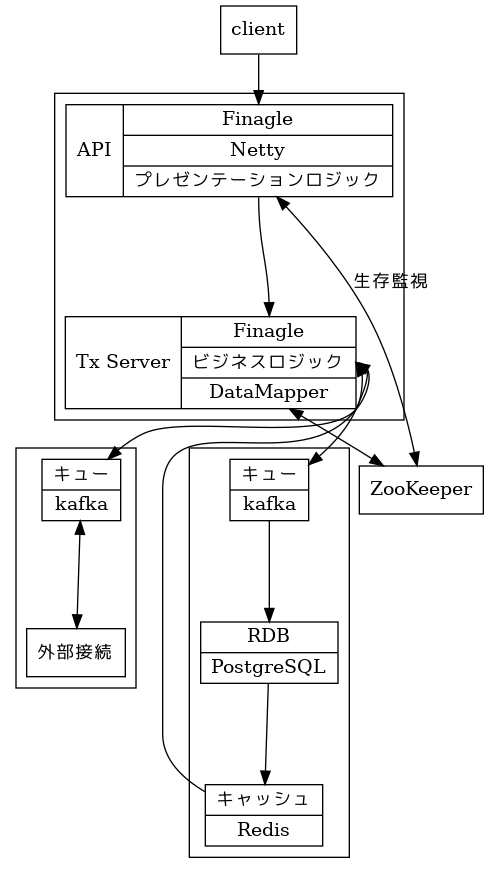 client
API
Finagle
Netty
プレゼンテーションロジック
生存監視
Tx Server
Finagle
ビジネスロジック
DataMapper
キュー
kafka
キュー
kafka
ZooKeeper
外部接続
RDB
PostgreSQL
キャッシュ
Redis